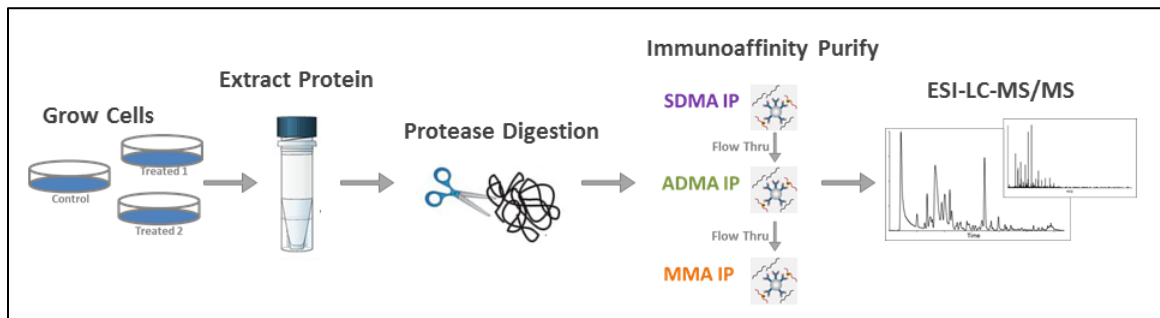 Grow Cells
Control
Treated 1
Treated 2
Extract Protein
Protease Digestion
Immunoaffinity Purify
SDMA IP
Flow Thru
ADMA IP
Flow Thru
MMA IP
ESI-LC-MS/MS
Time